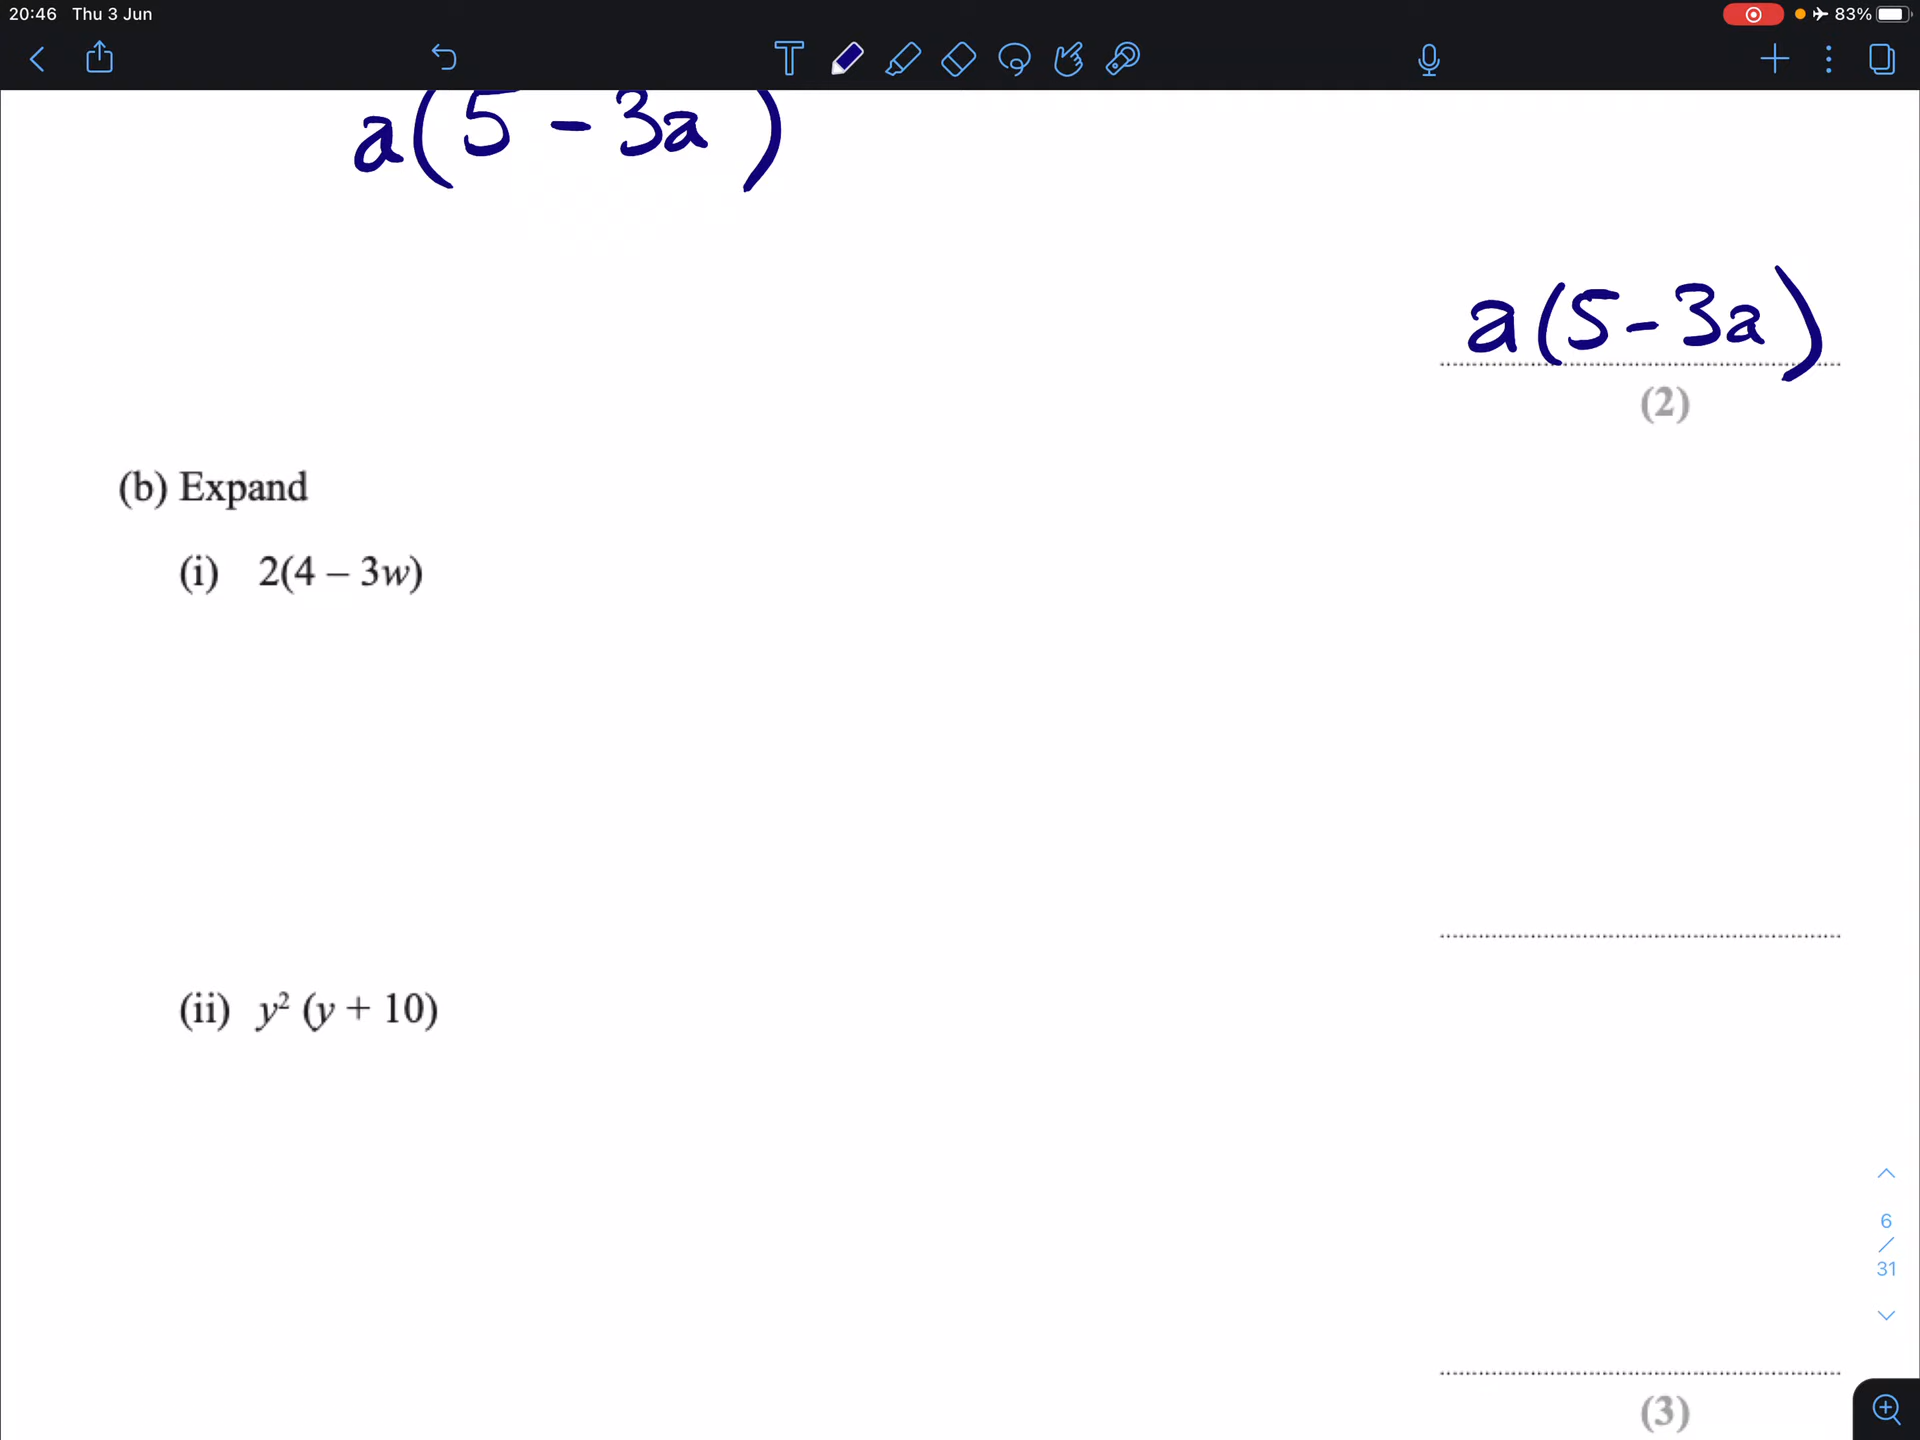 20:46 Thu 3 Jun 83%
T
a(5 - 3a)
a(5-3a)
(2)
(b) Expand
(i) 2(4 – 3w)
(ii) y² (y + 10)
6
/
31
(3)